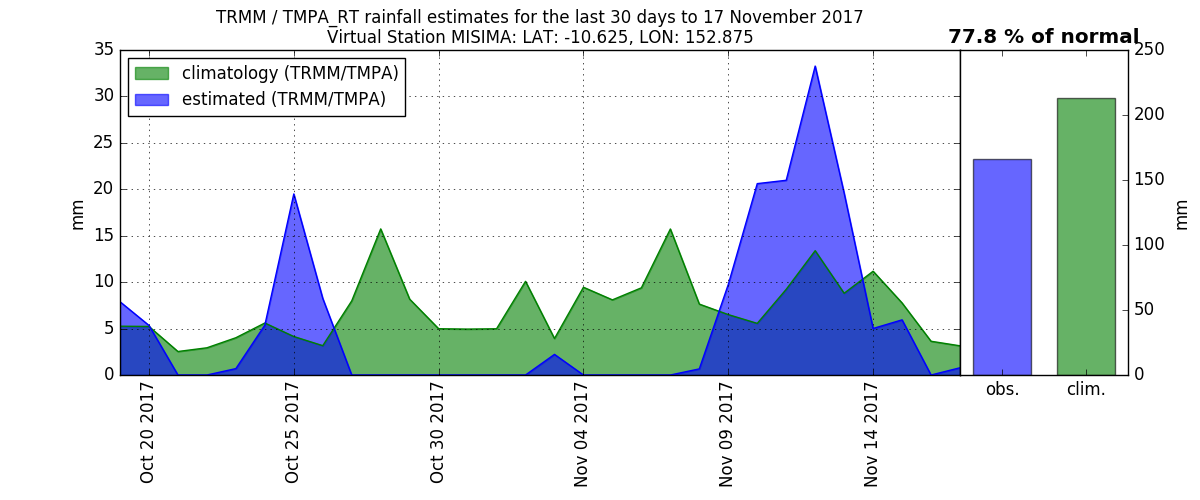 TRMM / TMPA_RT rainfall estimates for the last 30 days to 17 November 2017
Virtual Station MISIMA: LAT: -10.625, LON: 152.875
77.8 % of normal
climatology (TRMM/TMPA)
estimated (TRMM/TMPA)
35
30
25
20
15
10
5
0
mm
Oct 20 2017
Oct 25 2017
Oct 30 2017
Nov 04 2017
Nov 09 2017
Nov 14 2017
obs.
clim.
250
200
150
100
50
0
mm